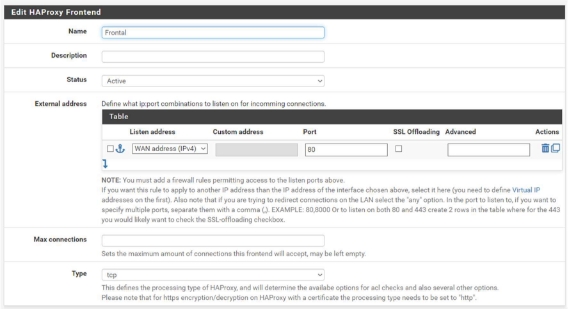 Edit HAProxy Frontend
Name
Frontal
Description
Status
Active
External address
Define what ip:port combinations to listen on for incomming connections.
Table
Listen address Custom address Port SSL Offloading Advanced Actions
WAN address (IPv4)
80
NOTE: You must add a firewall rules permitting access to the listen ports above.
If you want this rule to apply to another IP address than the IP address of the interface chosen above, select it here (you need to define Virtual IP
addresses on the first). Also note that if you are trying to redirect connections on the LAN select the "any" option. In the port to listen to, if you want to
specify multiple ports, separate them with a comma (,). EXAMPLE: 80,8000 Or to listen on both 80 and 443 create 2 rows in the table where for the 443
you would likely want to check the SSL-offloading checkbox.
Max connections
Sets the maximum amount of connections this frontend will accept, may be left empty.
Type
tcp
This defines the processing type of HAProxy, and will determine the availabe options for acl checks and also several other options.
Please note that for https encryption/decryption on HAProxy with a certificate the processing type needs to be set to "http".